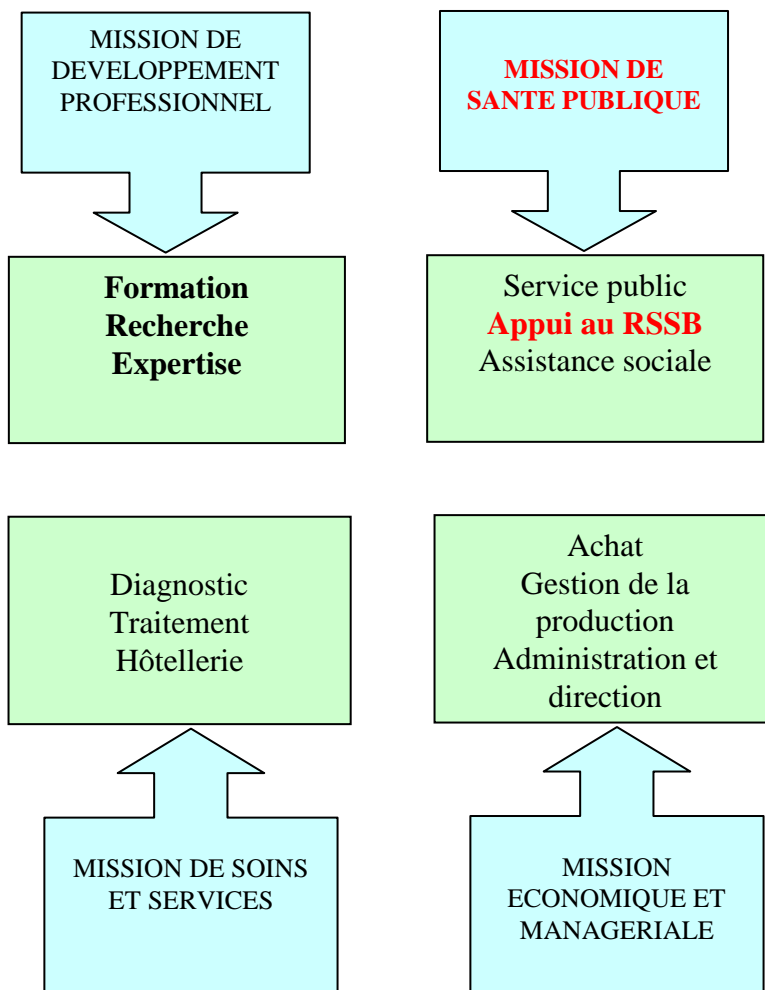 MISSION DE
DEVELOPPEMENT
PROFESSIONNEL
MISSION DE
SANTE PUBLIQUE
Formation
Recherche
Expertise
Service public
Appui au RSSB
Assistance sociale
Diagnostic
Traitement
Hôtellerie
Achat
Gestion de la
production
Administration et
direction
MISSION DE SOINS
ET SERVICES
MISSION
ECONOMIQUE ET
MANAGERIALE